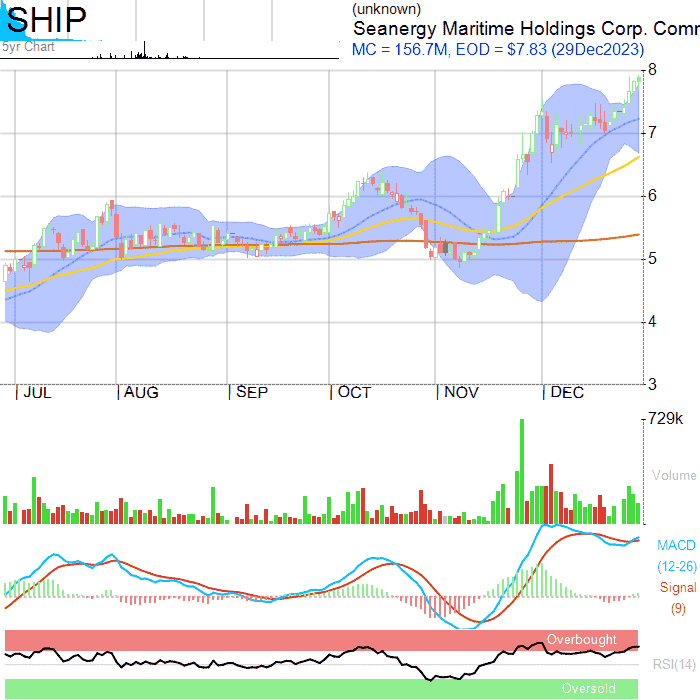 SHIP
5yr Chart
(unknown)
Seanergy Maritime Holdings Corp. Comm
MC = 156.7M, EOD = $7.83 (29Dec2023)
8
7
6
5
4
3
JUL AUG SEP OCT NOV DEC
729k
Volume
MACD
(12-26)
Signal
(9)
Overbought
RSI(14)
Oversold